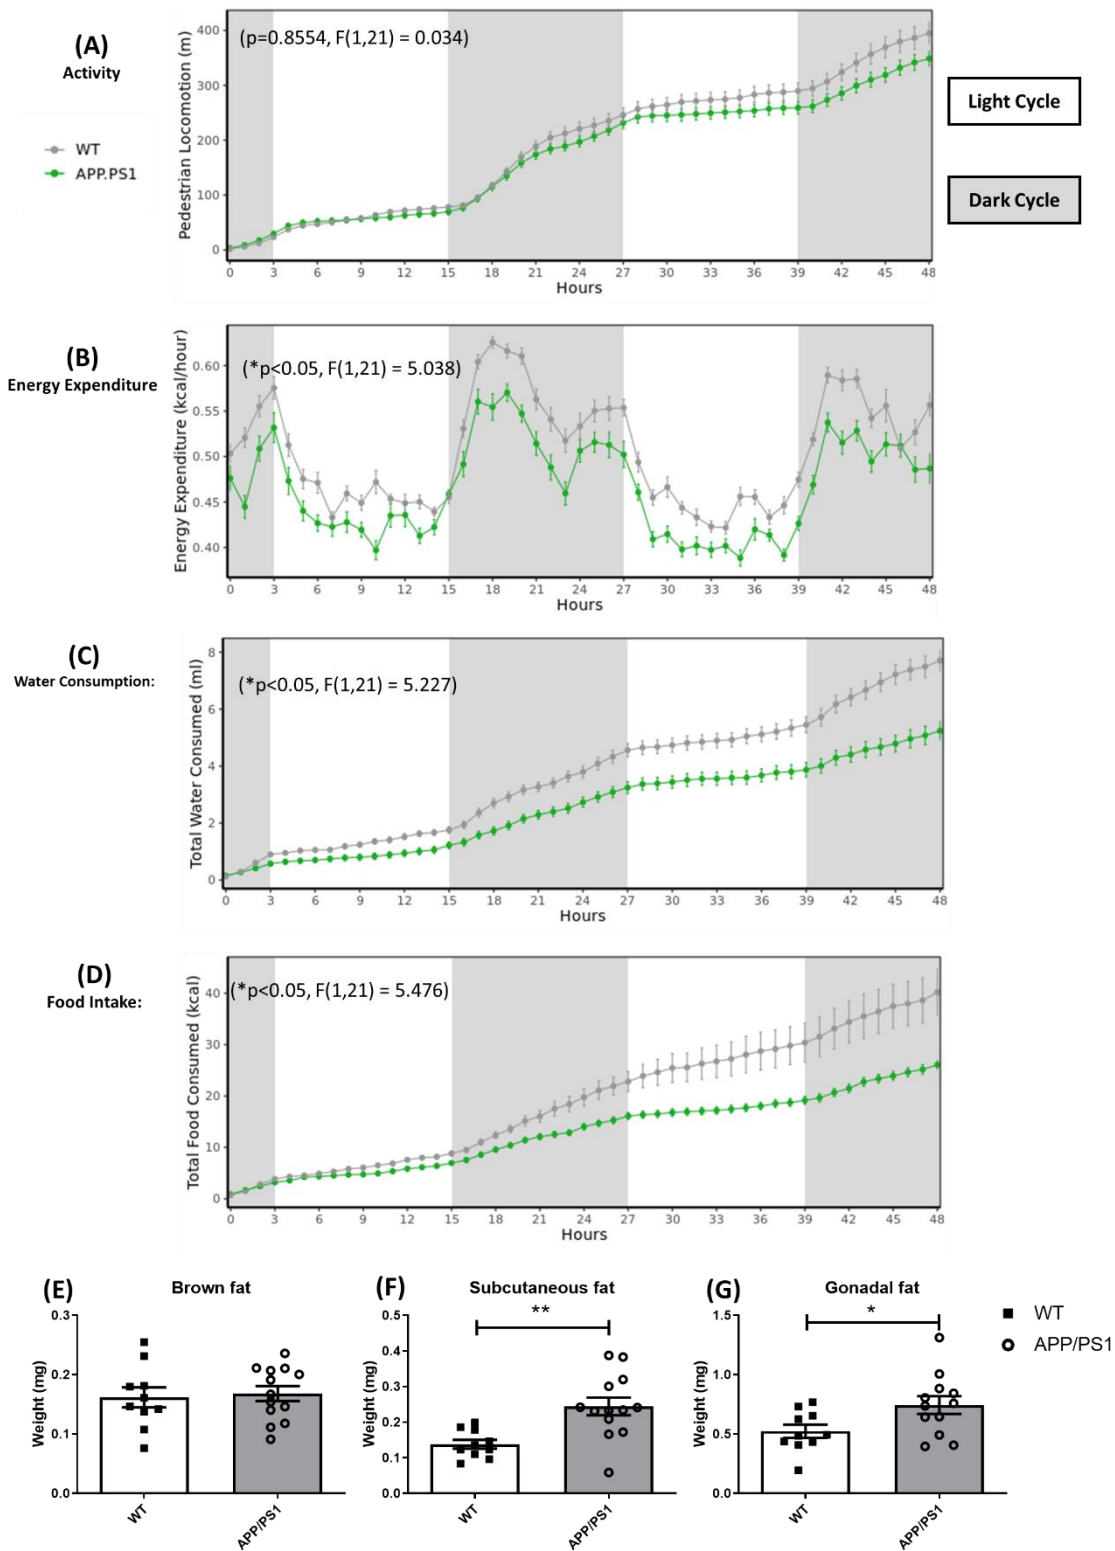 (A)
Activity
WT
APP.PS1
(p=0.8554, F(1,21) = 0.034)
Pedestrian Locomotion (m)
400
300
200
100
0
0 3 6 9 12 15 18 21 24 27 30 33 36 39 42 45 48
Hours
Light Cycle
Dark Cycle
(B)
Energy Expenditure
(*p<0.05, F(1,21) = 5.038)
Energy Expenditure (kcal/hour)
0.60
0.55
0.50
0.45
0.40
0 3 6 9 12 15 18 21 24 27 30 33 36 39 42 45 48
Hours
(C)
Water Consumption:
(*p<0.05, F(1,21) = 5.227)
Total Water Consumed (ml)
8
6
4
2
0
0 3 6 9 12 15 18 21 24 27 30 33 36 39 42 45 48
Hours
(D)
Food Intake:
(*p<0.05, F(1,21) = 5.476)
Total Food Consumed (kcal)
40
30
20
10
0
0 3 6 9 12 15 18 21 24 27 30 33 36 39 42 45 48
Hours
(E)
Brown fat
Weight (mg)
0.3
0.2
0.1
0.0
WT
APP/PS1
(F)
Subcutaneous fat
**
Weight (mg)
0.5
0.4
0.3
0.2
0.1
0.0
WT
APP/PS1
(G)
Gonadal fat
*
Weight (mg)
1.5
1.0
0.5
0.0
WT
APP/PS1
WT
APP/PS1